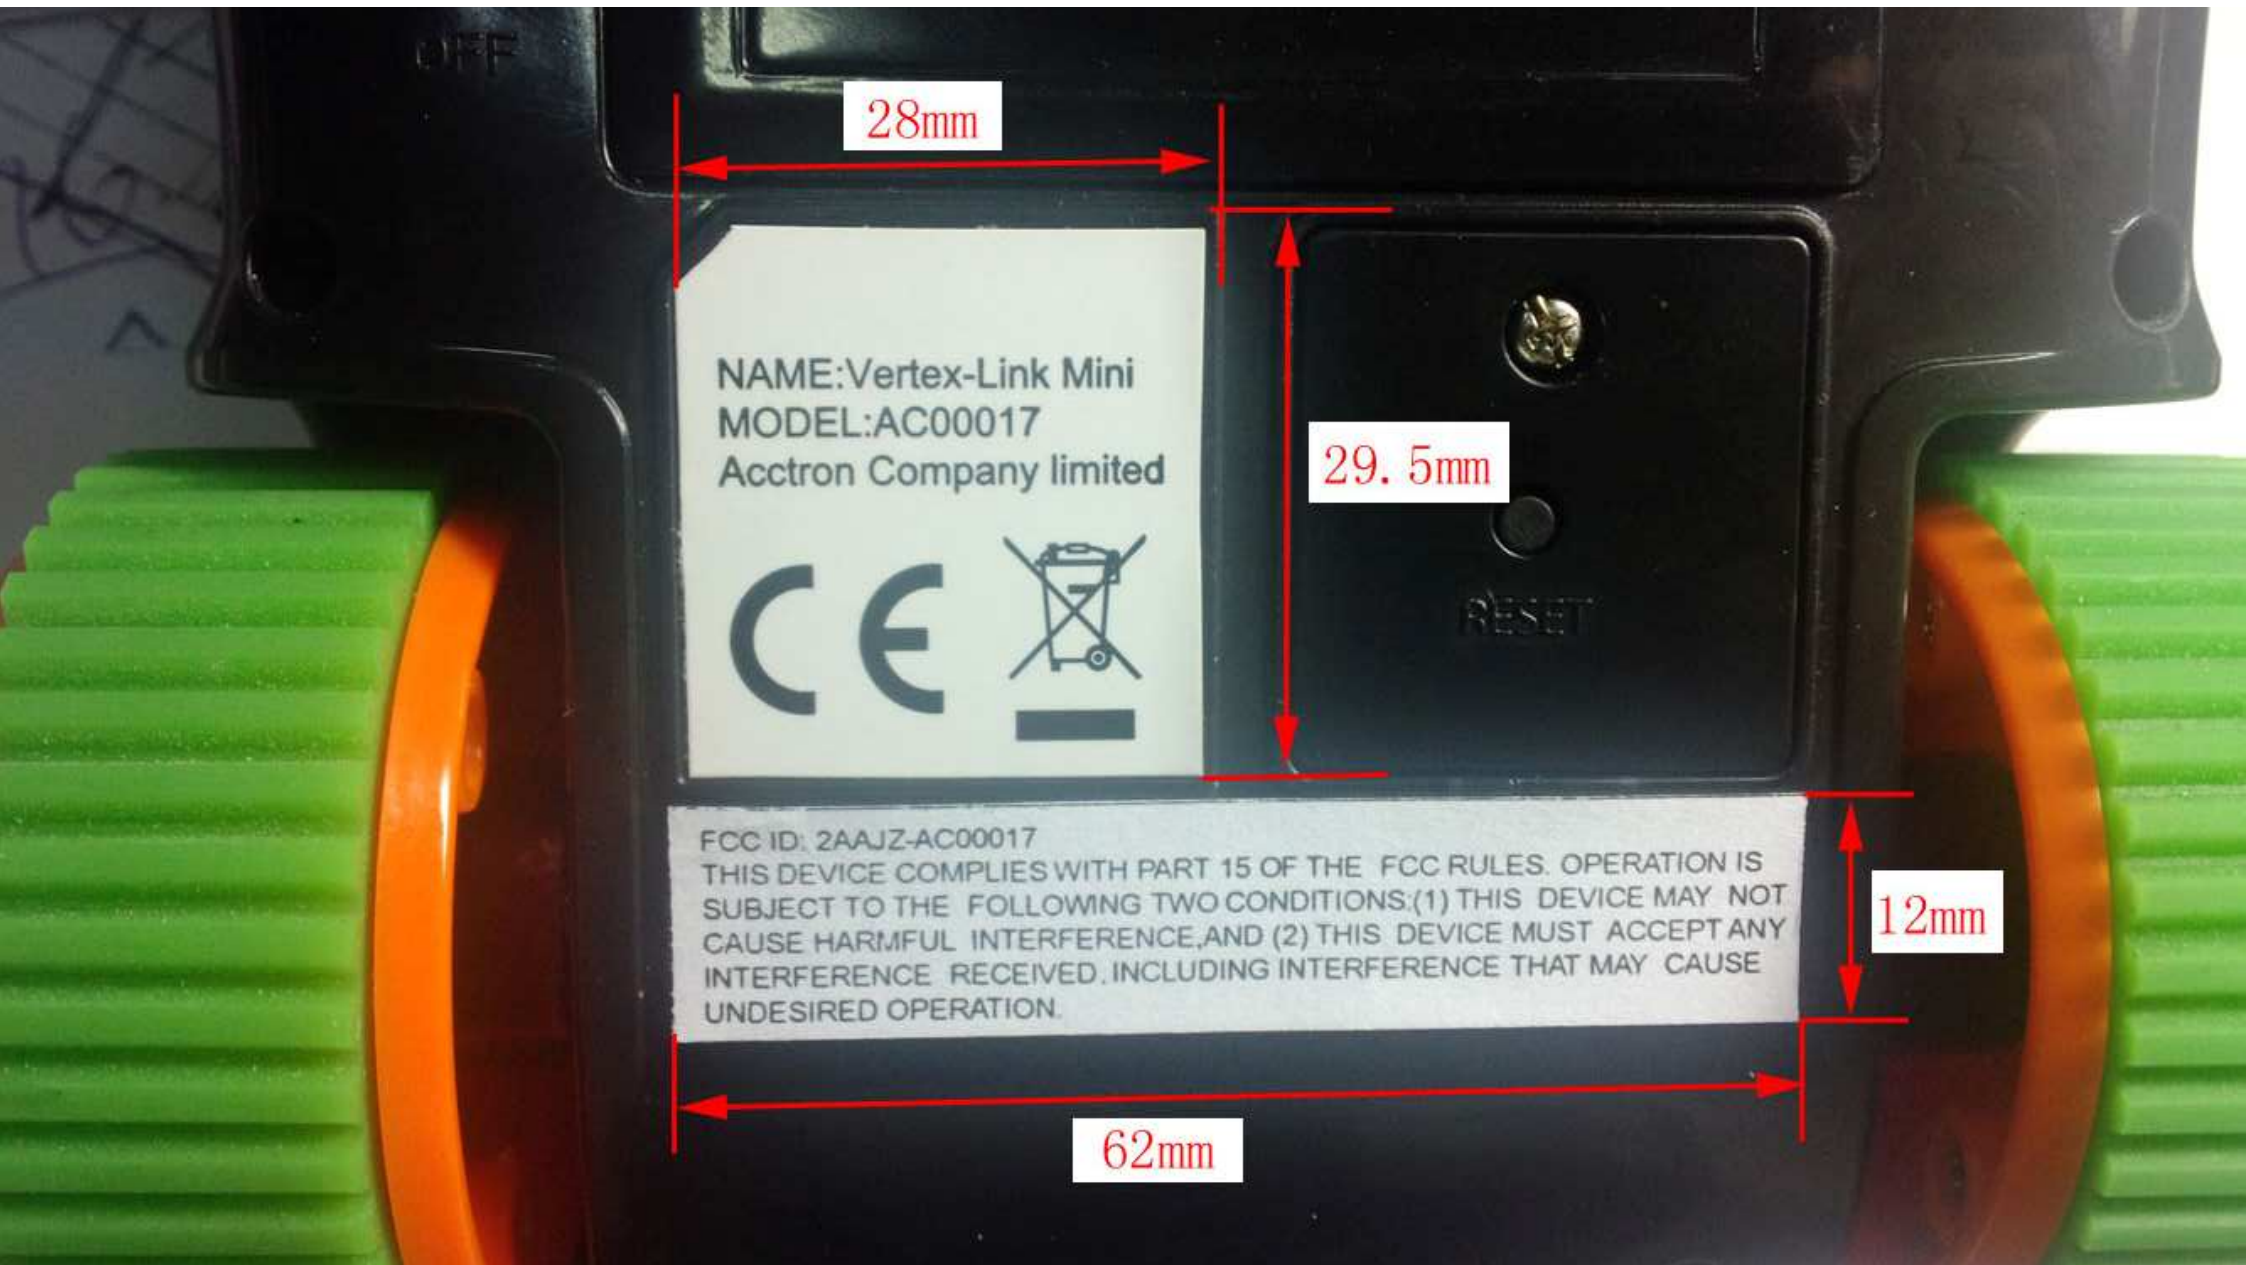 OFF
28mm
NAME:Vertex-Link Mini
MODEL:AC00017
Acctron Company limited
29.5mm
CE
RESET
FCC ID: 2AAJZ-AC00017
THIS DEVICE COMPLIES WITH PART 15 OF THE FCC RULES. OPERATION IS
SUBJECT TO THE FOLLOWING TWO CONDITIONS:(1) THIS DEVICE MAY NOT
CAUSE HARMFUL INTERFERENCE,AND (2) THIS DEVICE MUST ACCEPT ANY
INTERFERENCE RECEIVED. INCLUDING INTERFERENCE THAT MAY CAUSE
UNDESIRED OPERATION.
12mm
62mm